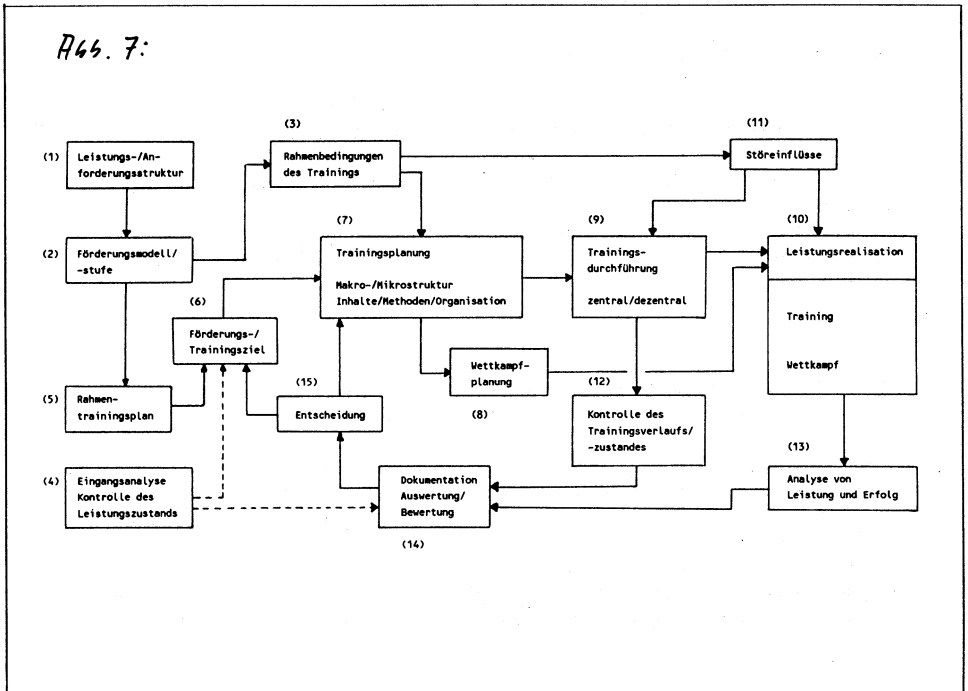 Abb. 7:
(1)
Leistungs-/An-
forderungsstruktur
(2)
Förderungsmodell/
-stufe
(3)
Rahmenbedingungen
des Trainings
(11)
Störeinflüsse
(7)
Trainingsplanung
Makro-/Mikrostruktur
Inhalte/Methoden/Organisation
(9)
Trainings-
durchführung
zentral/dezentral
(10)
Leistungsrealisation
Training
Wettkampf
(6)
Förderungs-/
Trainingsziel
(8)
Wettkampf-
planung
(5)
Rahmen-
trainingsplan
(15)
Entscheidung
(12)
Kontrolle des
Trainingsverlaufs/
-zustandes
(4)
Eingangsanalyse
Kontrolle des
Leistungszustands
Dokumentation
Auswertung/
Bewertung
(14)
(13)
Analyse von
Leistung und Erfolg